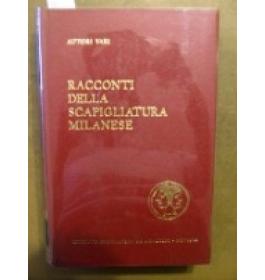 AUTORI VARI
RACCONTI
DELLA
SCAPIGLIATURA
MILANESE